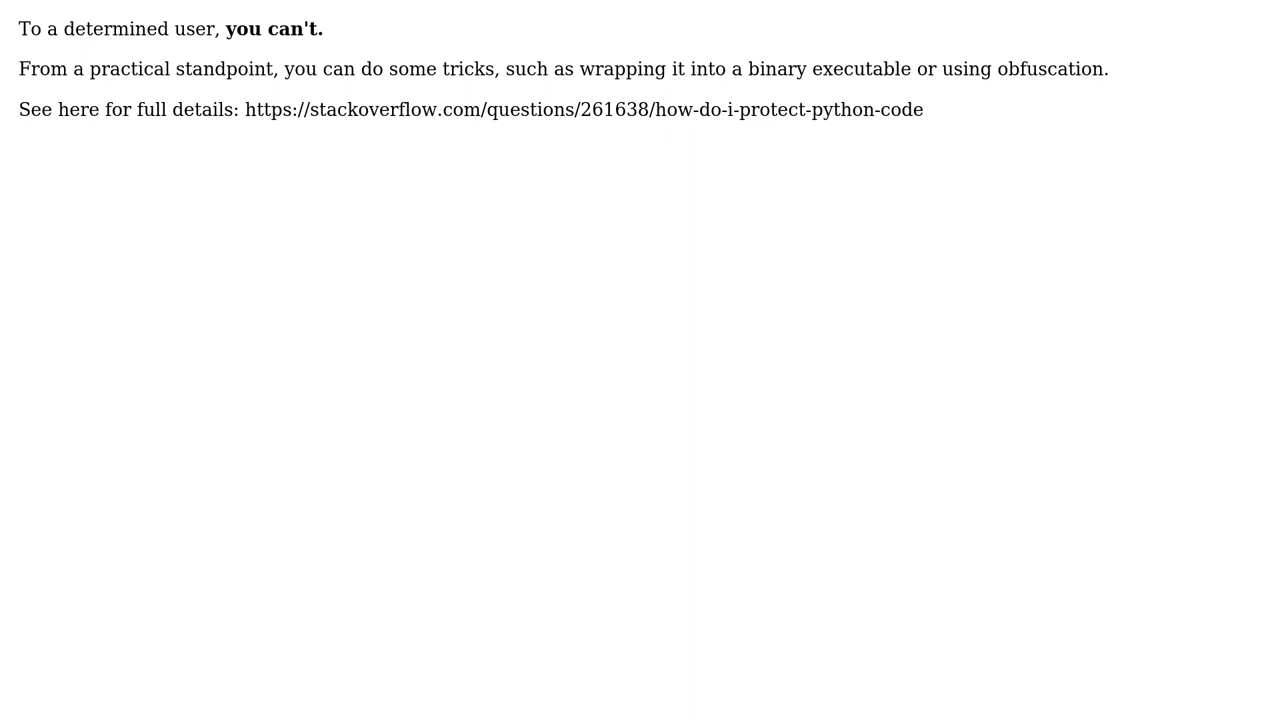 To a determined user, you can't.
From a practical standpoint, you can do some tricks, such as wrapping it into a binary executable or using obfuscation.
See here for full details: https://stackoverflow.com/questions/261638/how-do-i-protect-python-code